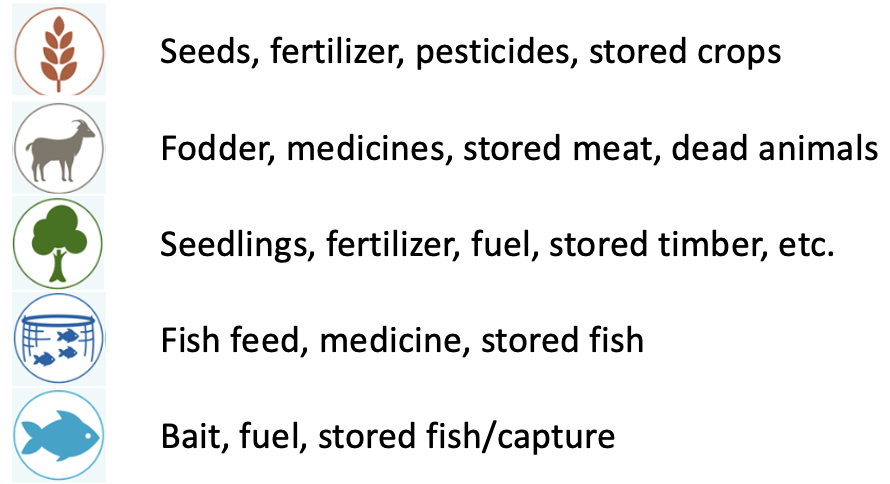 Seeds, fertilizer, pesticides, stored crops
Fodder, medicines, stored meat, dead animals
Seedlings, fertilizer, fuel, stored timber, etc.
Fish feed, medicine, stored fish
Bait, fuel, stored fish/capture